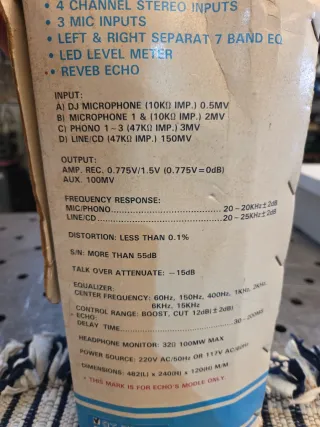 • 4 CHANNEL STEREO INPUTS
• 3 MIC INPUTS
• LEFT & RIGHT SEPARAT 7 BAND EQ
• LED LEVEL METER
• REVEB ECHO
INPUT:
A) DJ MICROPHONE (10KΩ IMP.) 0.5MV
B) MICROPHONE 1 & (10MV IMP.) 2MV
C) PHONO 1~3 (47KΩ IMP.) 3MV
D) LINE/CD (47KΩ IMP.) 150MV
OUTPUT:
AMP. REC. 0.775V/1.5V (0.775V=0dB)
AUX. 100MV
FREQUENCY RESPONSE:
MIC/PHONO............................20~20KHz±2dB
LINE/CD................................20~25KHz±2dB
DISTORTION: LESS THAN 0.1%
S/N: MORE THAN 55dB
TALK OVER ATTENUATE: −15dB
EQUALIZER:
CENTER FREQUENCY: 60Hz, 150Hz, 400Hz, 1KHz, 2KHz,
6KHz, 15KHz
CONTROL RANGE: BOOST, CUT 12dB(±2dB)
• ECHO:
DELAY TIME............................30~200MS
HEADPHONE MONITOR: 32Ω 100MW MAX
POWER SOURCE: 220V AC/50Hz OR 117V AC/60Hz
DIMENSIONS: 482(L) x 240(H) x 120(H) M/M
* THIS MARK IS FOR ECHO'S MODLE ONLY.